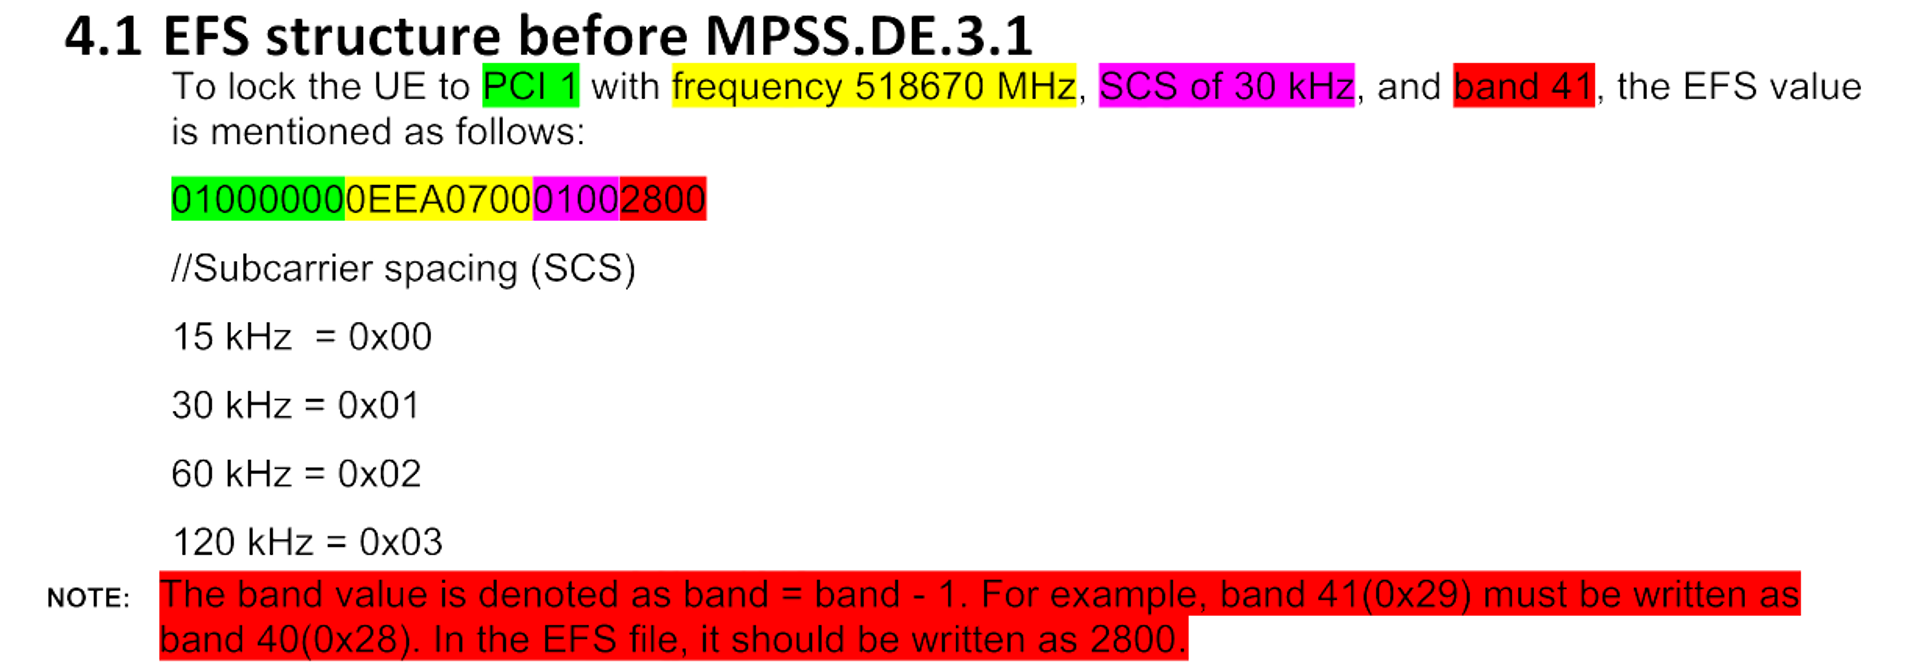 4.1 EFS structure before MPSS.DE.3.1
To lock the UE to PCI 1 with frequency 518670 MHz, SCS of 30 kHz, and band 41, the EFS value
is mentioned as follows:
010000000EEA070001002800
//Subcarrier spacing (SCS)
15 kHz = 0x00
30 kHz = 0x01
60 kHz = 0x02
120 kHz = 0x03
NOTE: The band value is denoted as band = band - 1. For example, band 41(0x29) must be written as
band 40(0x28). In the EFS file, it should be written as 2800.